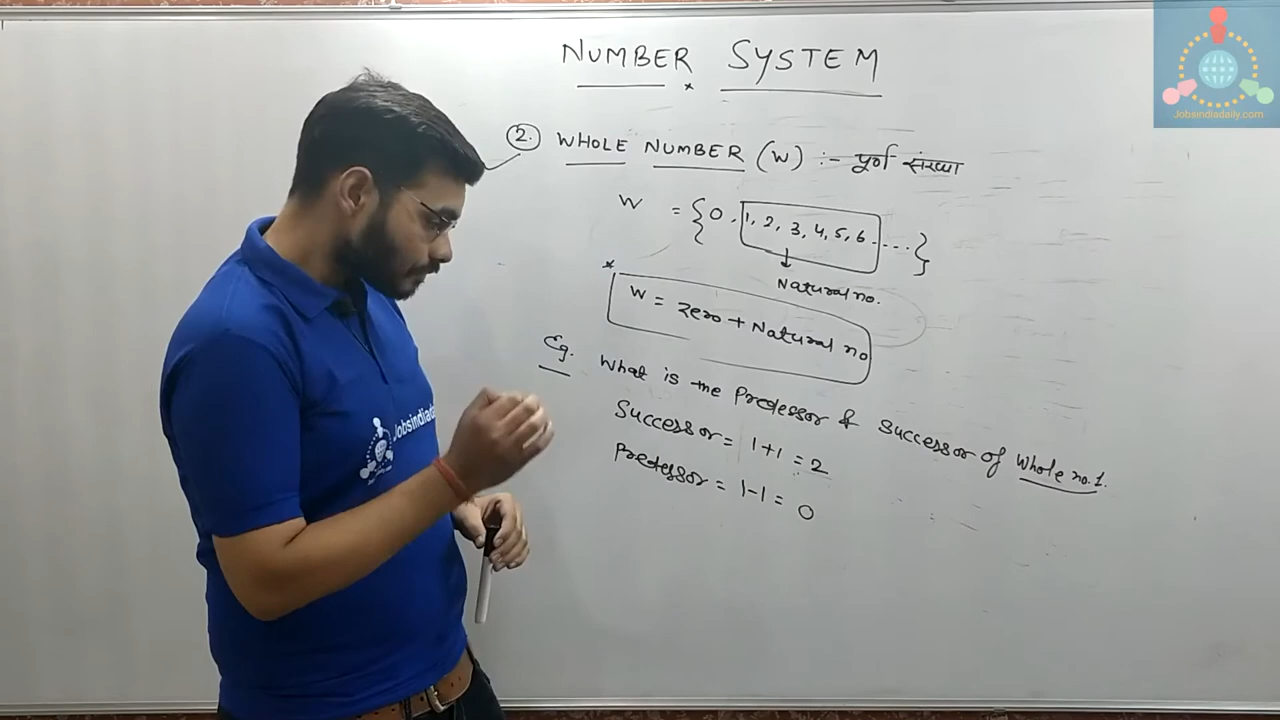 NUMBER SYSTEM
2. WHOLE NUMBER (W) :- पूर्ण संख्या
W = {0, 1, 2, 3, 4, 5, 6, ....}
Natural no.
* W = zero + Natural no
Eg. What is the Predessor & Successor of Whole no. 1.
Successor = 1+1 = 2
Predessor = 1-1 = 0
Jobsindiadaily.com
Jobsindiada